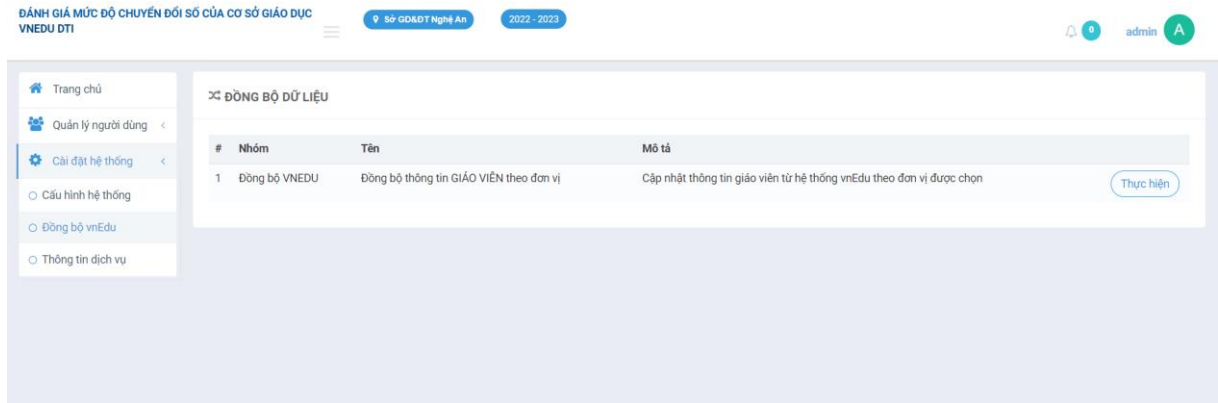 ĐÁNH GIÁ MỨC ĐỘ CHUYỂN ĐỔI SỐ CỦA CƠ SỞ GIÁO DỤC
VNEDU DTI
Sở GD&ĐT Nghệ An
2022 - 2023
0
admin
A
Trang chủ
Quản lý người dùng
Cài đặt hệ thống
Cấu hình hệ thống
Đồng bộ vnEdu
Thông tin dịch vụ
ĐỒNG BỘ DỮ LIỆU
# Nhóm Tên Mô tả
1 Đồng bộ VNEDU Đồng bộ thông tin GIÁO VIÊN theo đơn vị Cập nhật thông tin giáo viên từ hệ thống vnEdu theo đơn vị được chọn Thực hiện